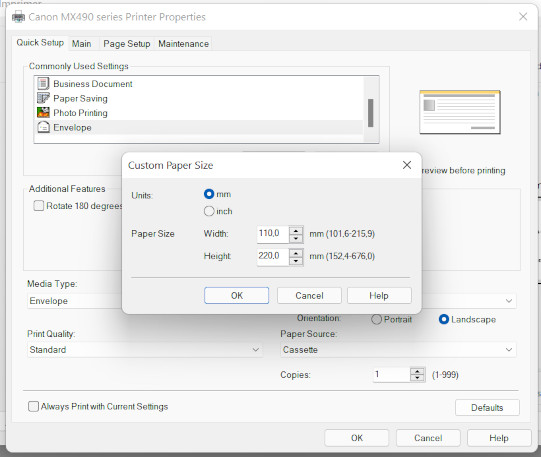 Imprimer
Canon MX490 series Printer Properties
Quick Setup Main Page Setup Maintenance
Commonly Used Settings
Business Document
Paper Saving
Photo Printing
Envelope
review before printing
Additional Features
Rotate 180 degrees
Custom Paper Size
Units:
mm
inch
Paper Size
Width: 110,0 mm (101,6-215,9)
Height: 220,0 mm (152,4-676,0)
OK Cancel Help
Media Type:
Envelope
Orientation: Portrait Landscape
Print Quality: Paper Source:
Standard Cassette
Copies: 1 (1-999)
Always Print with Current Settings
Defaults
OK Cancel Help